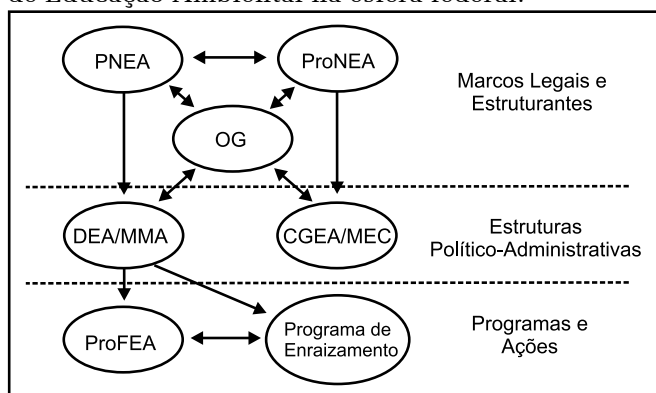 de Educação Ambiental na esfera federal.
PNEA
ProNEA
Marcos Legais e
Estruturantes
OG
DEA/MMA
CGEA/MEC
Estruturas
Político-Administrativas
ProFEA
Programa de
Enraizamento
Programas e
Ações